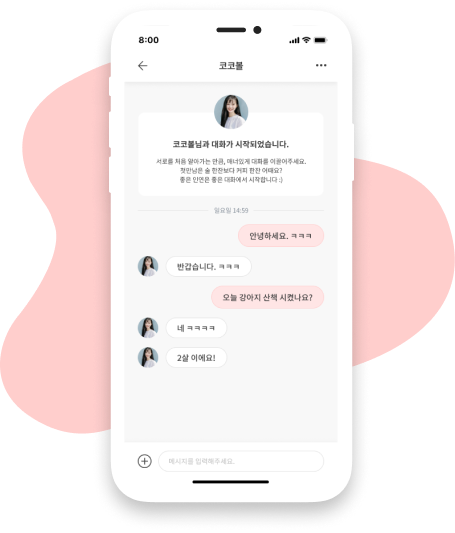 8:00
코코볼
코코볼님과 대화가 시작되었습니다.
서로를 처음 알아가는 만큼, 매너있게 대화를 이끌어주세요.
첫만남은 술 한잔보다 커피 한잔 어때요?
좋은 인연은 좋은 대화에서 시작합니다 :)
일요일 14:59
안녕하세요. ㅋㅋㅋ
반갑습니다. ㅋㅋㅋ
오늘 강아지 산책 시켰나요?
네 ㅋㅋㅋㅋ
2살 이에요!
메시지를 입력해주세요.